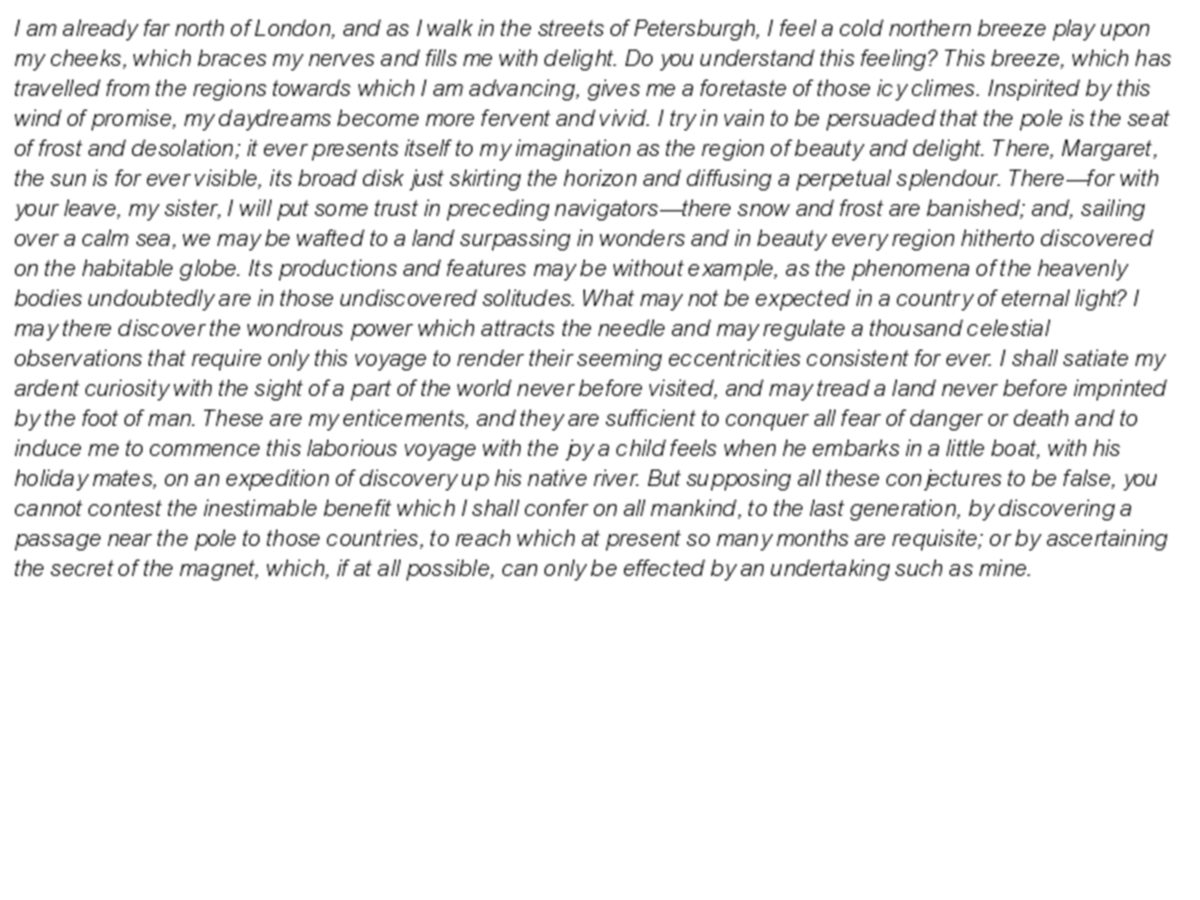 I am already far north of London, and as I walk in the streets of Petersburgh, I feel a cold northern breeze play upon
my cheeks, which braces my nerves and fills me with delight. Do you understand this feeling? This breeze, which has
travelled from the regions towards which I am advancing, gives me a foretaste of those icy climes. Inspirited by this
wind of promise, my daydreams become more fervent and vivid. I try in vain to be persuaded that the pole is the seat
of frost and desolation; it ever presents itself to my imagination as the region of beauty and delight. There, Margaret,
the sun is for ever visible, its broad disk just skirting the horizon and diffusing a perpetual splendour. There—for with
your leave, my sister, I will put some trust in preceding navigators—there snow and frost are banished; and, sailing
over a calm sea, we may be wafted to a land surpassing in wonders and in beauty every region hitherto discovered
on the habitable globe. Its productions and features may be without example, as the phenomena of the heavenly
bodies undoubtedly are in those undiscovered solitudes. What may not be expected in a country of eternal light? I
may there discover the wondrous power which attracts the needle and may regulate a thousand celestial
observations that require only this voyage to render their seeming eccentricities consistent for ever. I shall satiate my
ardent curiosity with the sight of a part of the world never before visited, and may tread a land never before imprinted
by the foot of man. These are my enticements, and they are sufficient to conquer all fear of danger or death and to
induce me to commence this laborious voyage with the joy a child feels when he embarks in a little boat, with his
holiday mates, on an expedition of discovery up his native river. But supposing all these conjectures to be false, you
cannot contest the inestimable benefit which I shall confer on all mankind, to the last generation, by discovering a
passage near the pole to those countries, to reach which at present so many months are requisite; or by ascertaining
the secret of the magnet, which, if at all possible, can only be effected by an undertaking such as mine.